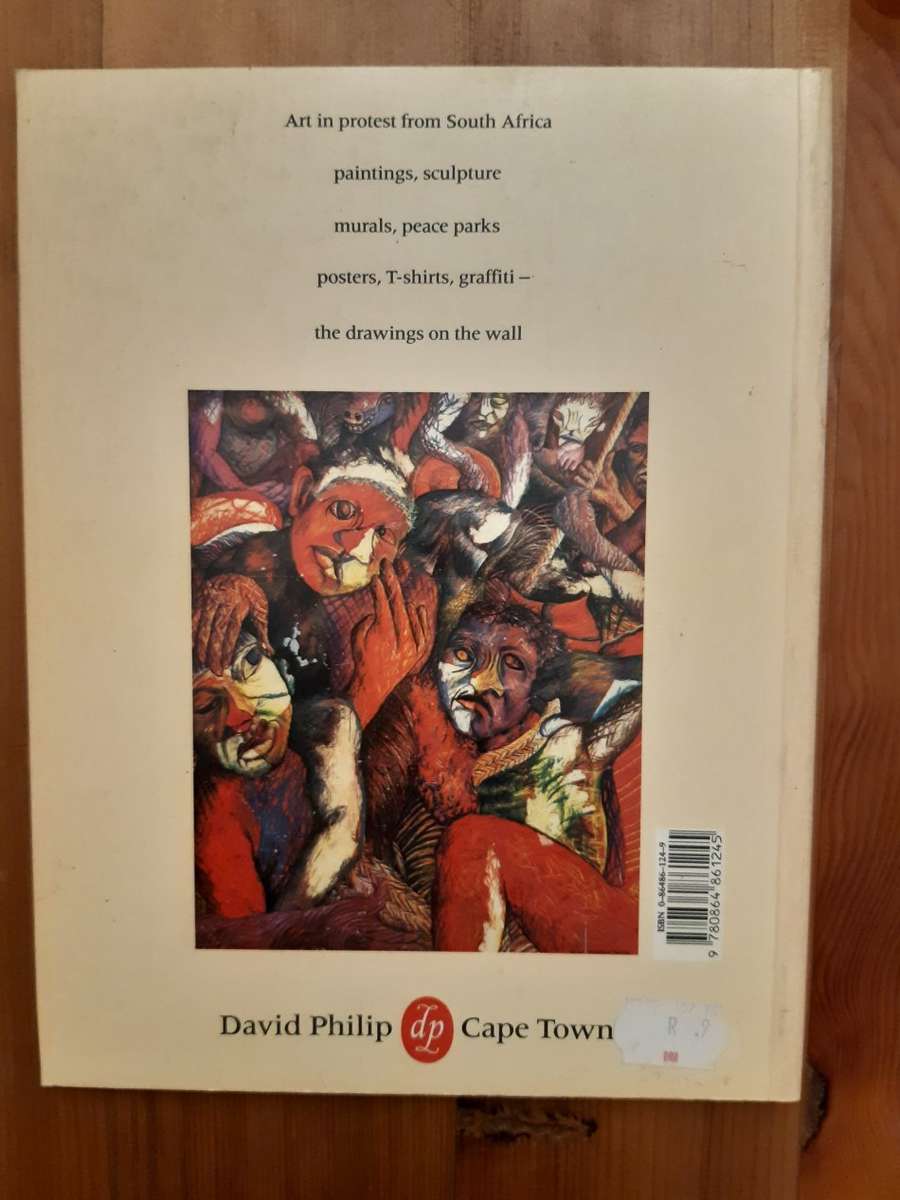 Art in protest from South Africa
paintings, sculpture
murals, peace parks
posters, T-shirts, graffiti –
the drawings on the wall
ISBN 0-86486-124-9
9 780864 861245
David Philip dp Cape Town
R .9